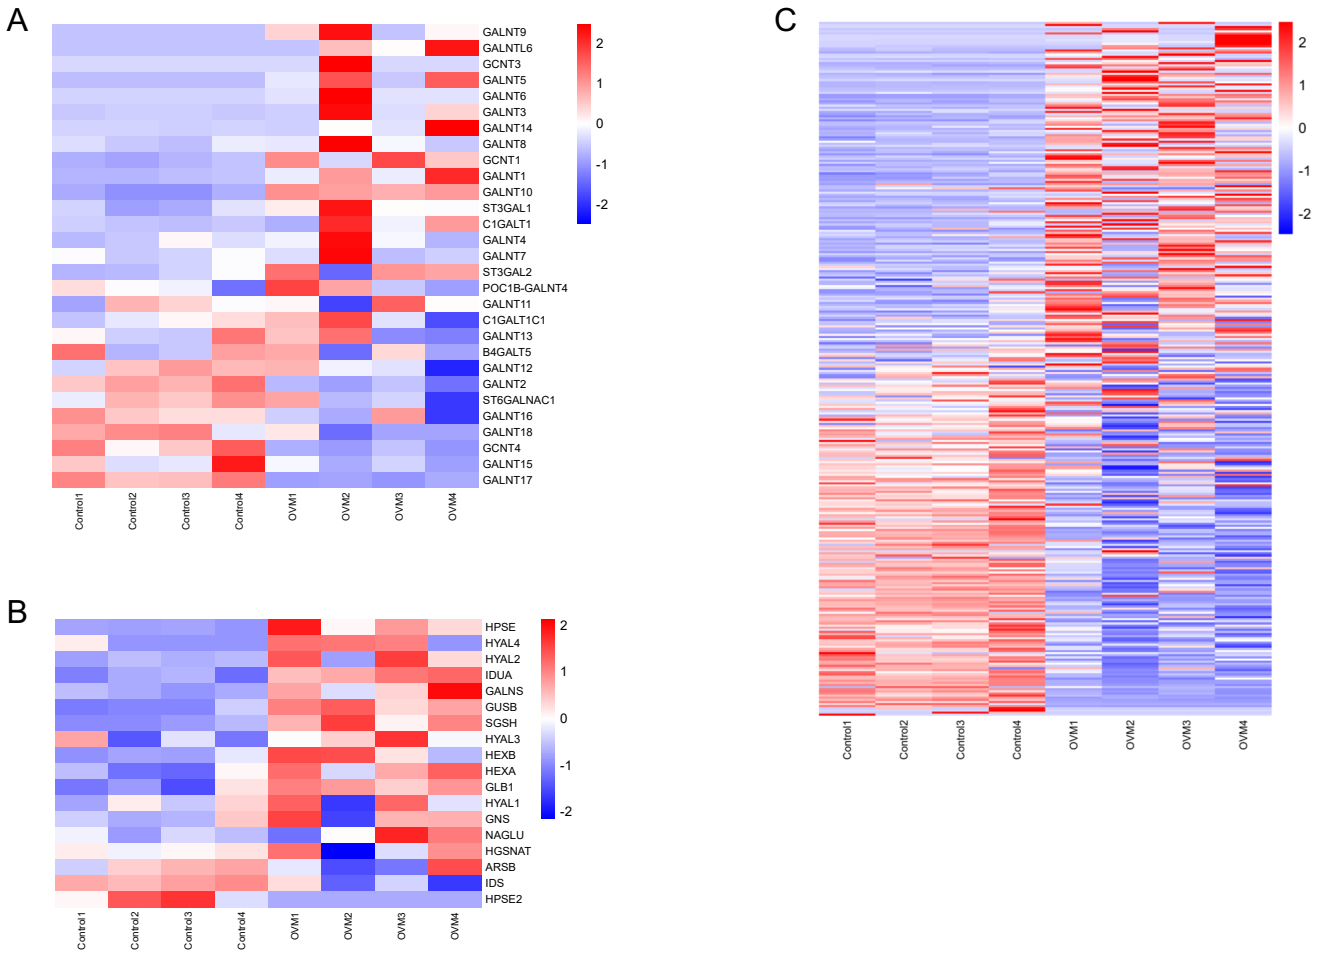 A
GALNT9
GALNTL6
GCNT3
GALNT5
GALNT6
GALNT3
GALNT14
GALNT8
GCNT1
GALNT1
GALNT10
ST3GAL1
C1GALT1
GALNT4
GALNT7
ST3GAL2
POC1B-GALNT4
GALNT11
C1GALT1C1
GALNT13
B4GALT5
GALNT12
GALNT2
ST6GALNAC1
GALNT16
GALNT18
GCNT4
GALNT15
GALNT17
2
1
0
-1
-2
Control1
Control2
Control3
Control4
OVM1
OVM2
OVM3
OVM4
B
HPSE
HYAL4
HYAL2
IDUA
GALNS
GUSB
SGSH
HYAL3
HEXB
HEXA
GLB1
HYAL1
GNS
NAGLU
HGSNAT
ARSB
IDS
HPSE2
2
1
0
-1
-2
Control1
Control2
Control3
Control4
OVM1
OVM2
OVM3
OVM4
C
2
1
0
-1
-2
Control1
Control2
Control3
Control4
OVM1
OVM2
OVM3
OVM4